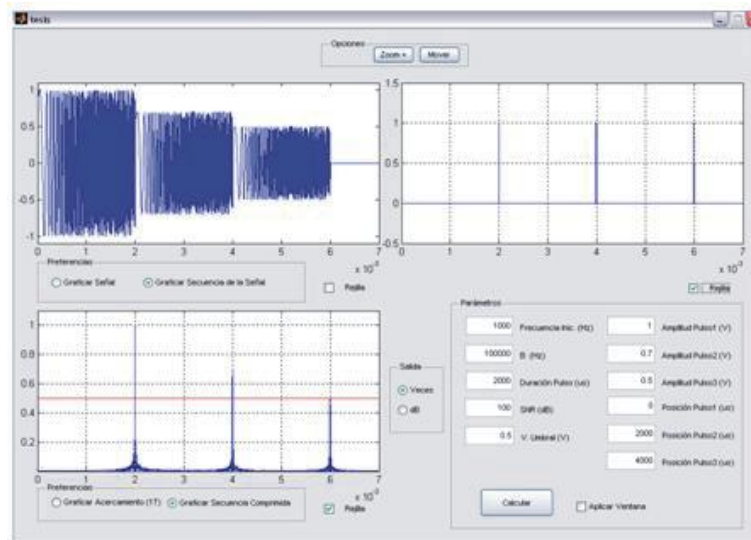 tesis
Opciones
Zoom + Mover
1
0.5
0
-0.5
-1
0 1 2 3 4 5 6 7
x 10⁻³
1.5
1
0.5
0
-0.5
0 1 2 3 4 5 6 7
x 10⁻³
Preferencias
Graficar Señal Graficar Secuencia de la Señal
Rejilla
Rejilla
1
0.8
0.6
0.4
0.2
0 1 2 3 4 5 6 7
x 10⁻³
Salida
Veces
dB
Preferencias
Graficar Acercamiento (1T) Graficar Secuencia Comprimida
Rejilla
Parámetros
1000 Frecuencia Inic. (Hz) 1 Amplitud Pulso1 (V)
100000 B (Hz) 0.7 Amplitud Pulso2 (V)
2000 Duración Pulso (us) 0.5 Amplitud Pulso3 (V)
100 SNR (dB) 0 Posición Pulso1 (us)
0.5 V. Umbral (V) 2000 Posición Pulso2 (us)
4000 Posición Pulso3 (us)
Calcular Aplicar Ventana